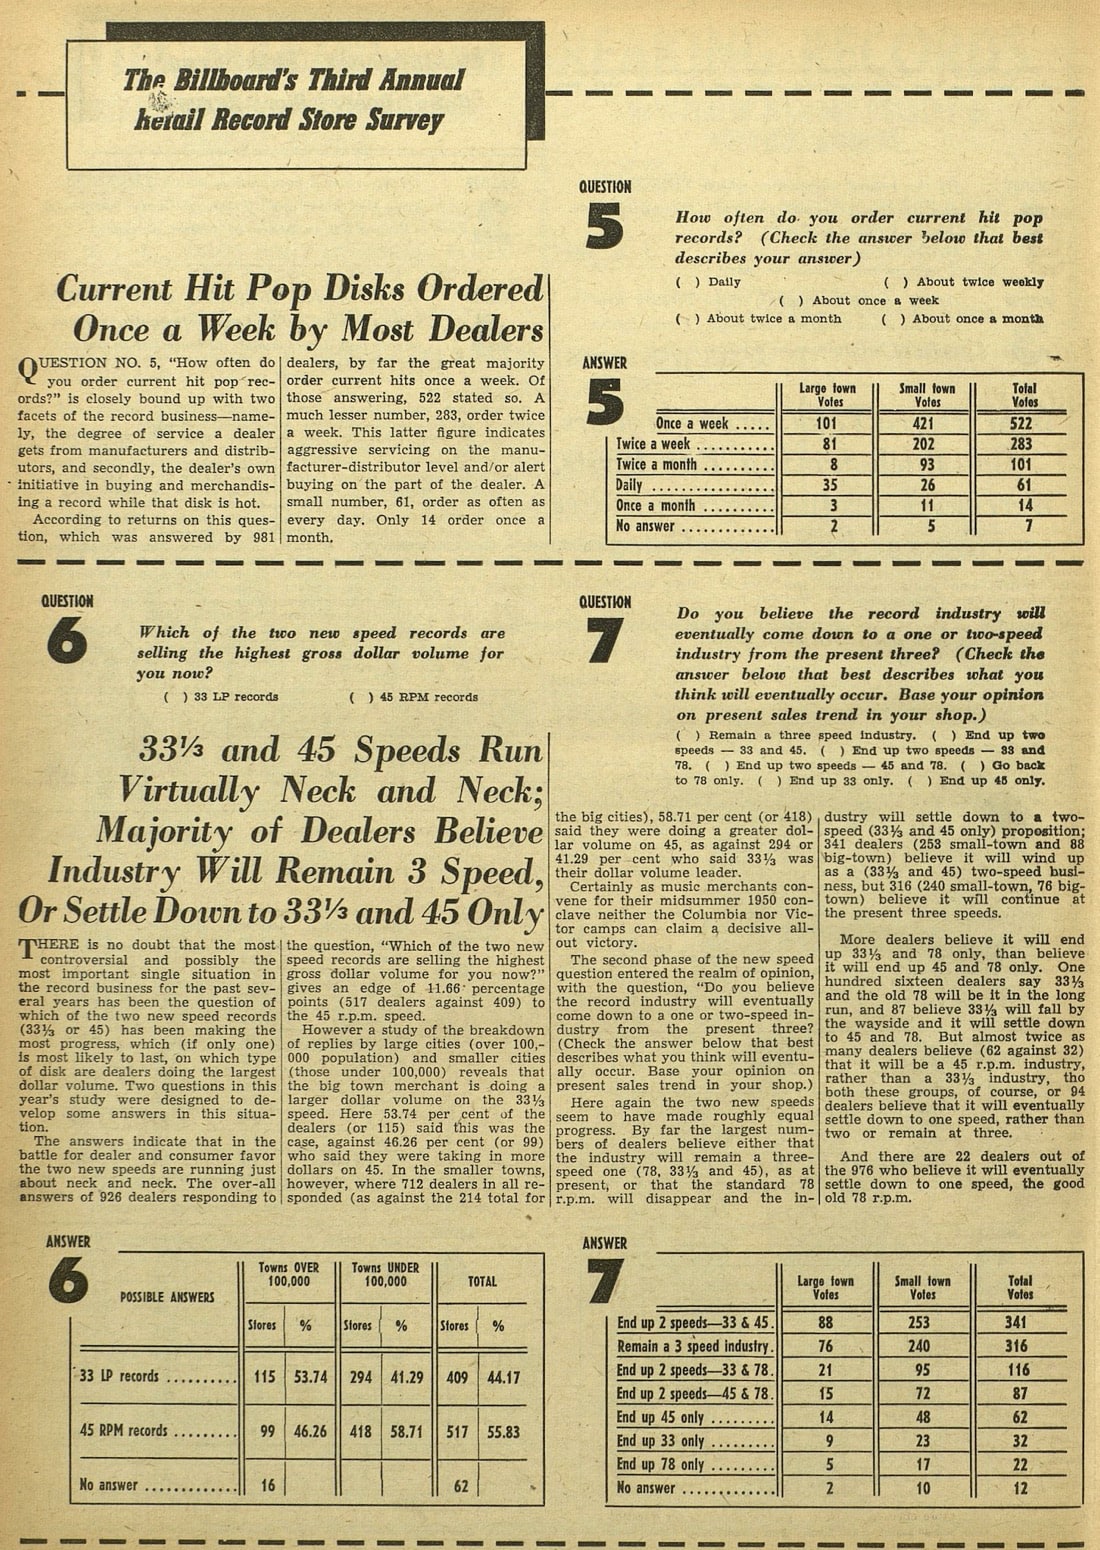 The Billboard's Third Annual
Retail Record Store Survey
QUESTION
5
How often do you order current hit pop
records? (Check the answer below that best
describes your answer)
( ) Daily ( ) About twice weekly
( ) About once a week
( ) About twice a month ( ) About once a month
Current Hit Pop Disks Ordered
Once a Week by Most Dealers
QUESTION NO. 5, “How often do
you order current hit pop rec-
ords?” is closely bound up with two
facets of the record business—name-
ly, the degree of service a dealer
gets from manufacturers and distrib-
utors, and secondly, the dealer's own
initiative in buying and merchandis-
ing a record while that disk is hot.
According to returns on this ques-
tion, which was answered by 981
dealers, by far the great majority
order current hits once a week. Of
those answering, 522 stated so. A
much lesser number, 283, order twice
a week. This latter figure indicates
aggressive servicing on the manu-
facturer-distributor level and/or alert
buying on the part of the dealer. A
small number, 61, order as often as
every day. Only 14 order once a
month.
ANSWER
5
Large town Votes Small town Votes Total Votes
Once a week ..... 101 421 522
Twice a week ........... 81 202 283
Twice a month .......... 8 93 101
Daily ................. 35 26 61
Once a month .......... 3 11 14
No answer ............. 2 5 7
QUESTION
6
Which of the two new speed records are
selling the highest gross dollar volume for
you now?
( ) 33 LP records ( ) 45 RPM records
QUESTION
7
Do you believe the record industry will
eventually come down to a one or two-speed
industry from the present three? (Check the
answer below that best describes what you
think will eventually occur. Base your opinion
on present sales trend in your shop.)
( ) Remain a three speed industry. ( ) End up two
speeds — 33 and 45. ( ) End up two speeds — 33 and
78. ( ) End up two speeds — 45 and 78. ( ) Go back
to 78 only. ( ) End up 33 only. ( ) End up 45 only.
33⅓ and 45 Speeds Run
Virtually Neck and Neck;
Majority of Dealers Believe
Industry Will Remain 3 Speed,
Or Settle Down to 33⅓ and 45 Only
THERE is no doubt that the most
controversial and possibly the
most important single situation in
the record business for the past sev-
eral years has been the question of
which of the two new speed records
(33⅓ or 45) has been making the
most progress, which (if only one)
is most likely to last, on which type
of disk are dealers doing the largest
dollar volume. Two questions in this
year's study were designed to de-
velop some answers in this situa-
tion.
The answers indicate that in the
battle for dealer and consumer favor
the two new speeds are running just
about neck and neck. The over-all
answers of 926 dealers responding to
the question, “Which of the two new
speed records are selling the highest
gross dollar volume for you now?”
gives an edge of 11.66 percentage
points (517 dealers against 409) to
the 45 r.p.m. speed.
However a study of the breakdown
of replies by large cities (over 100,-
000 population) and smaller cities
(those under 100,000) reveals that
the big town merchant is doing a
larger dollar volume on the 33⅓
speed. Here 53.74 per cent of the
dealers (or 115) said this was the
case, against 46.26 per cent (or 99)
who said they were taking in more
dollars on 45. In the smaller towns,
however, where 712 dealers in all re-
sponded (as against the 214 total for
the big cities), 58.71 per cent (or 418)
said they were doing a greater dol-
lar volume on 45, as against 294 or
41.29 per cent who said 33⅓ was
their dollar volume leader.
Certainly as music merchants con-
vene for their midsummer 1950 con-
clave neither the Columbia nor Vic-
tor camps can claim a decisive all-
out victory.
The second phase of the new speed
question entered the realm of opinion,
with the question, “Do you believe
the record industry will eventually
come down to a one or two-speed in-
dustry from the present three?
(Check the answer below that best
describes what you think will eventu-
ally occur. Base your opinion on
present sales trend in your shop.)
Here again the two new speeds
seem to have made roughly equal
progress. By far the largest num-
bers of dealers believe either that
the industry will remain a three-
speed one (78, 33⅓ and 45), as at
present, or that the standard 78
r.p.m. will disappear and the in-
dustry will settle down to a two-
speed (33⅓ and 45 only) proposition;
341 dealers (253 small-town and 88
big-town) believe it will wind up
as a (33⅓ and 45) two-speed busi-
ness, but 316 (240 small-town, 76 big-
town) believe it will continue at
the present three speeds.
More dealers believe it will end
up 33⅓ and 78 only, than believe
it will end up 45 and 78 only. One
hundred sixteen dealers say 33⅓
and the old 78 will be it in the long
run, and 87 believe 33⅓ will fall by
the wayside and it will settle down
to 45 and 78. But almost twice as
many dealers believe (62 against 32)
that it will be a 45 r.p.m. industry,
rather than a 33⅓ industry, tho
both these groups, of course, or 94
dealers believe that it will eventually
settle down to one speed, rather than
two or remain at three.
And there are 22 dealers out of
the 976 who believe it will eventually
settle down to one speed, the good
old 78 r.p.m.
ANSWER
6
POSSIBLE ANSWERS Towns OVER 100,000 Towns UNDER 100,000 TOTAL
Stores % Stores % Stores %
33 LP records .......... 115 53.74 294 41.29 409 44.17
45 RPM records ......... 99 46.26 418 58.71 517 55.83
No answer ............. 16 62
ANSWER
7
Large town Votes Small town Votes Total Votes
End up 2 speeds—33 & 45. 88 253 341
Remain a 3 speed industry. 76 240 316
End up 2 speeds—33 & 78. 21 95 116
End up 2 speeds—45 & 78. 15 72 87
End up 45 only ......... 14 48 62
End up 33 only ......... 9 23 32
End up 78 only ......... 5 17 22
No answer ............. 2 10 12